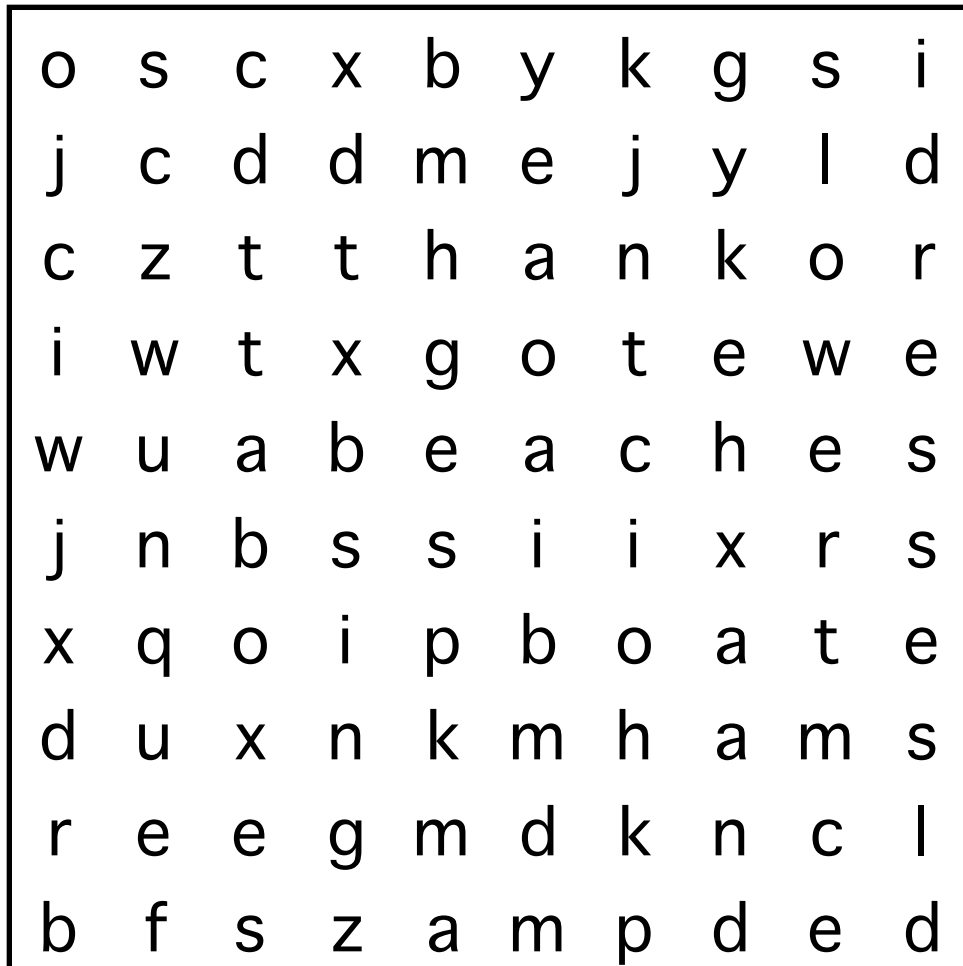 o s c x b y k g s i
j c d d m e j y l d
c z t t h a n k o r
i w t x g o t e w e
w u a b e a c h e s
j n b s s i i x r s
x q o i p b o a t e
d u x n k m h a m s
r e e g m d k n c l
b f s z a m p d e d